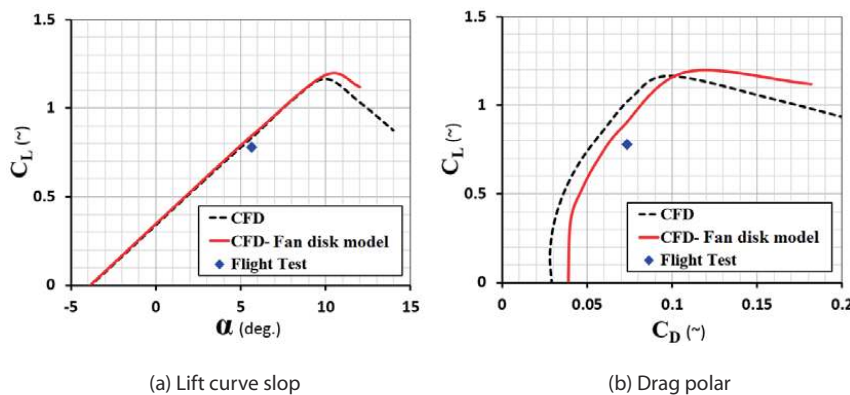 1.5
1
0.5
0
-5
0
5
10
15
C_L (~)
α (deg.)
CFD
CFD- Fan disk model
Flight Test
(a) Lift curve slop
1.5
1
0.5
0
0
0.05
0.1
0.15
0.2
C_L (~)
C_D (~)
CFD
CFD- Fan disk model
Flight Test
(b) Drag polar